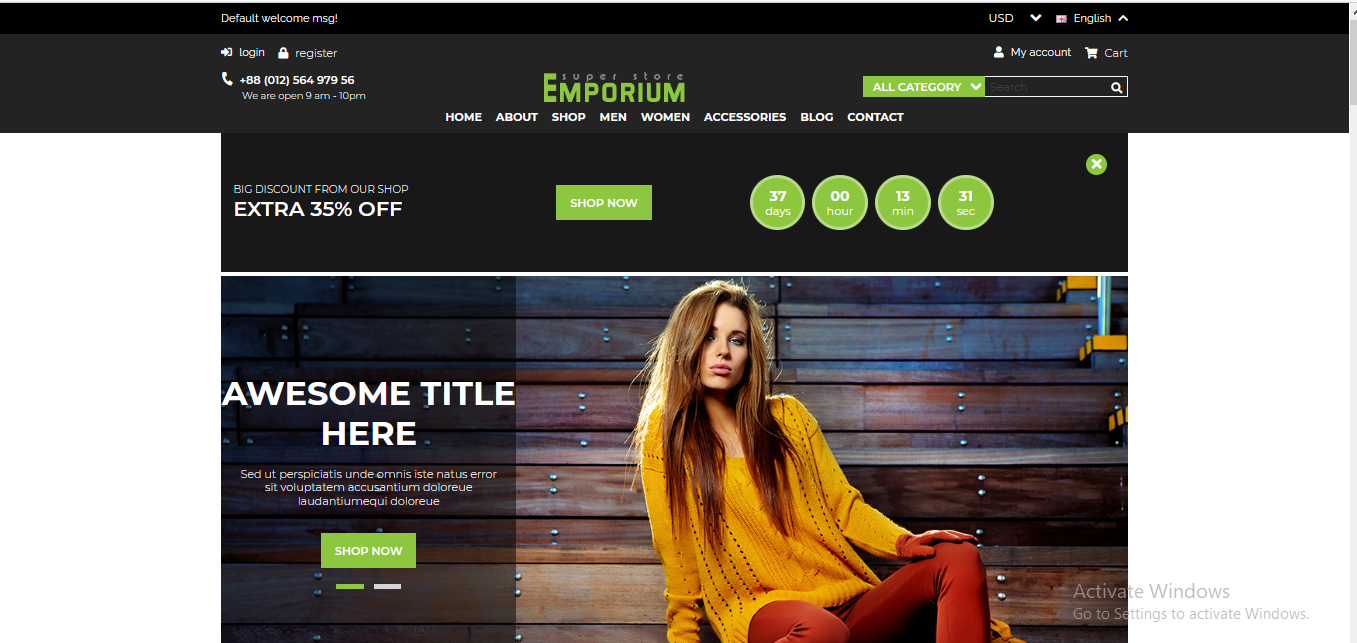 Default welcome msg!
USD English
login register
My account Cart
+88 (012) 564 979 56
We are open 9 am - 10pm
super store
EMPORIUM
ALL CATEGORY Search
HOME ABOUT SHOP MEN WOMEN ACCESSORIES BLOG CONTACT
BIG DISCOUNT FROM OUR SHOP
EXTRA 35% OFF
SHOP NOW
37 00 13 31
days hour min sec
AWESOME TITLE
HERE
Sed ut perspiciatis unde omnis iste natus error
sit voluptatem accusantium doloreue
laudantiumequi doloreue
SHOP NOW
Activate Windows
Go to Settings to activate Windows.